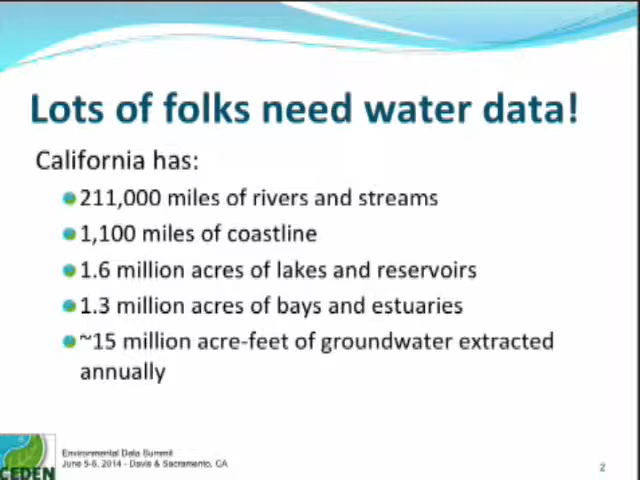 Lots of folks need water data!
California has:
211,000 miles of rivers and streams
1,100 miles of coastline
1.6 million acres of lakes and reservoirs
1.3 million acres of bays and estuaries
~15 million acre-feet of groundwater extracted
annually
Environmental Data Summit
June 5-6, 2014 - Davis & Sacramento, CA
CEDEN
2